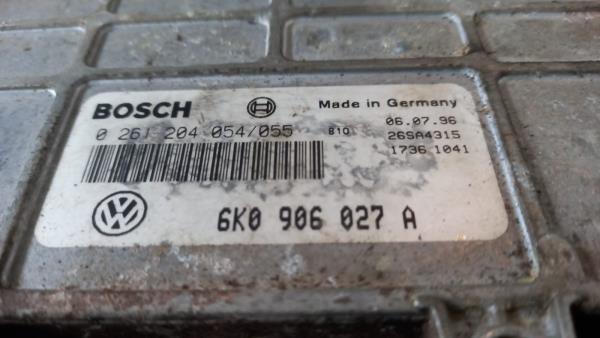 BOSCH
Made in Germany
0 261 204 054/055 B10 06.07.96
26SA4315
1736 1041
VW
6K0 906 027 A